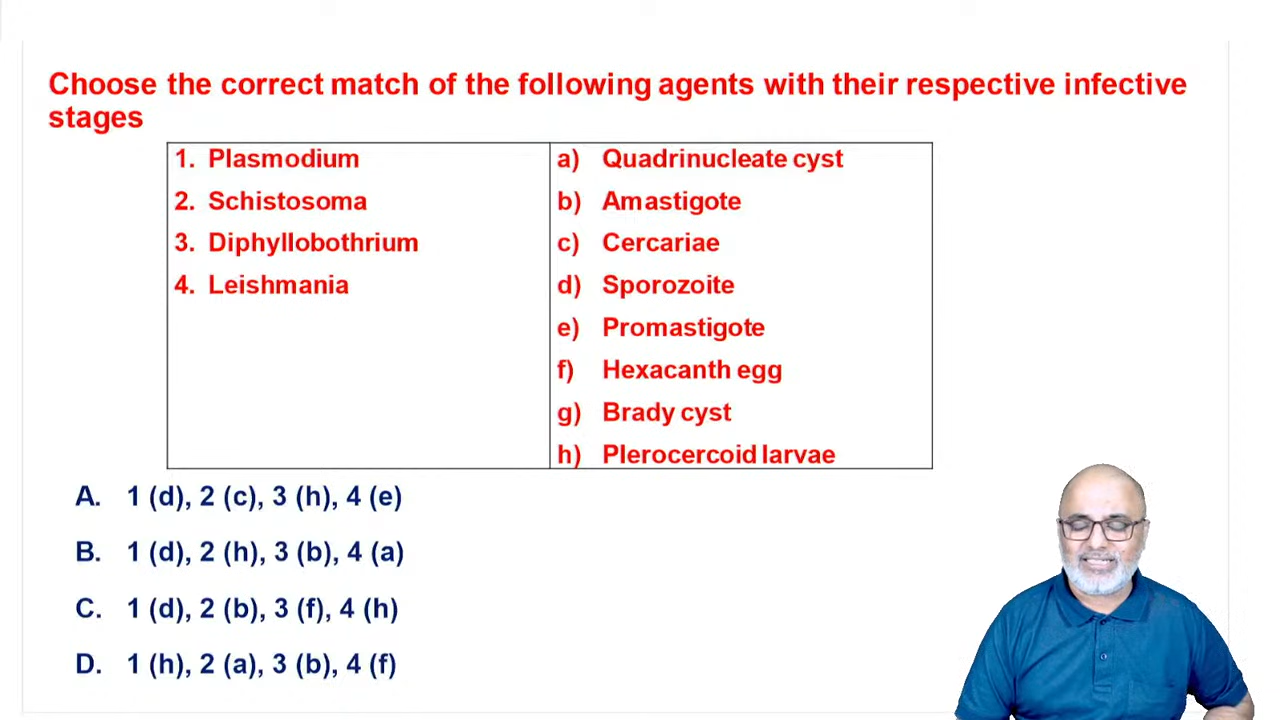 Choose the correct match of the following agents with their respective infective
stages
1. Plasmodium
2. Schistosoma
3. Diphyllobothrium
4. Leishmania
a) Quadrinucleate cyst
b) Amastigote
c) Cercariae
d) Sporozoite
e) Promastigote
f) Hexacanth egg
g) Brady cyst
h) Plerocercoid larvae
A. 1 (d), 2 (c), 3 (h), 4 (e)
B. 1 (d), 2 (h), 3 (b), 4 (a)
C. 1 (d), 2 (b), 3 (f), 4 (h)
D. 1 (h), 2 (a), 3 (b), 4 (f)